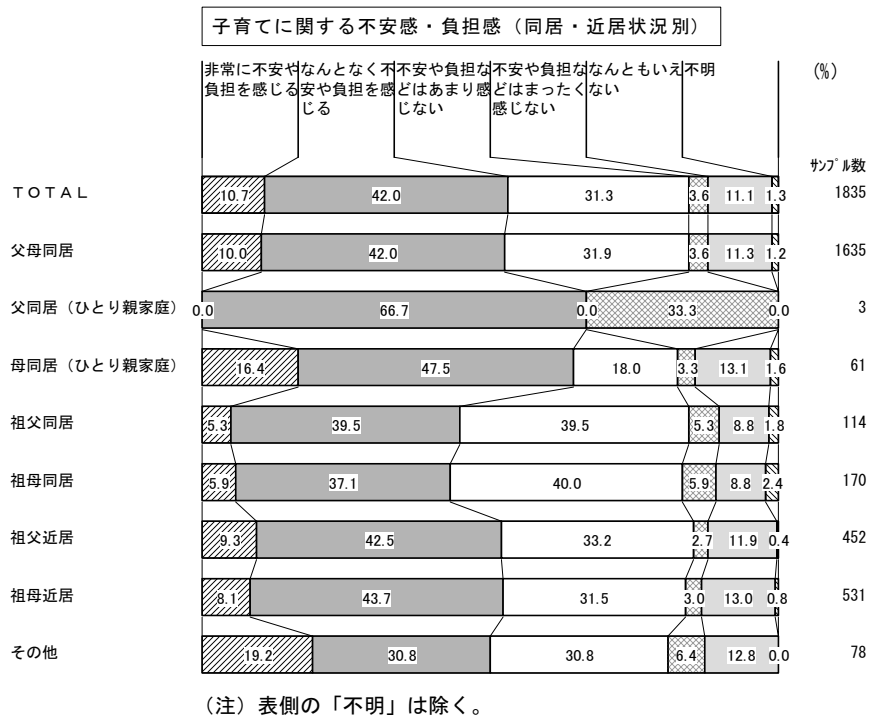 子育てに関する不安感・負担感（同居・近居状況別）
非常に不安や負担を感じる
なんとなく不安や負担を感じる
不安や負担などはあまり感じない
不安や負担などはまったく感じない
なんともいえない
不明
(%)
ｻﾝﾌﾟﾙ数
ＴＯＴＡＬ 10.7 42.0 31.3 3.6 11.1 1.3 1835
父母同居 10.0 42.0 31.9 3.6 11.3 1.2 1635
父同居（ひとり親家庭） 0.0 66.7 0.0 33.3 0.0 3
母同居（ひとり親家庭） 16.4 47.5 18.0 3.3 13.1 1.6 61
祖父同居 5.3 39.5 39.5 5.3 8.8 1.8 114
祖母同居 5.9 37.1 40.0 5.9 8.8 2.4 170
祖父近居 9.3 42.5 33.2 2.7 11.9 0.4 452
祖母近居 8.1 43.7 31.5 3.0 13.0 0.8 531
その他 19.2 30.8 30.8 6.4 12.8 0.0 78
（注）表側の「不明」は除く。